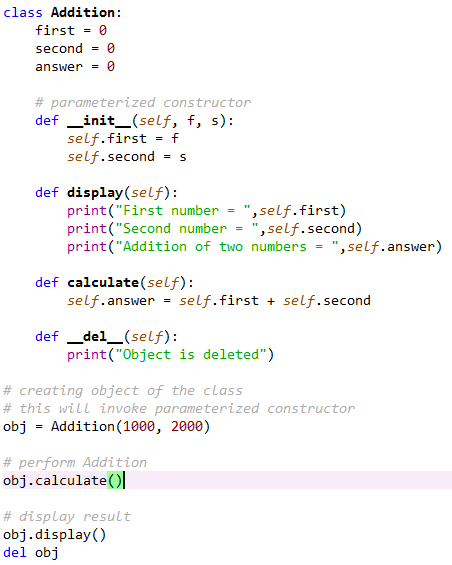 class Addition:
    first = 0
    second = 0
    answer = 0

    # parameterized constructor
    def __init__(self, f, s):
        self.first = f
        self.second = s

    def display(self):
        print("First number = ",self.first)
        print("Second number = ",self.second)
        print("Addition of two numbers = ",self.answer)

    def calculate(self):
        self.answer = self.first + self.second

    def __del__(self):
        print("Object is deleted")

# creating object of the class
# this will invoke parameterized constructor
obj = Addition(1000, 2000)

# perform Addition
obj.calculate()

# display result
obj.display()
del obj